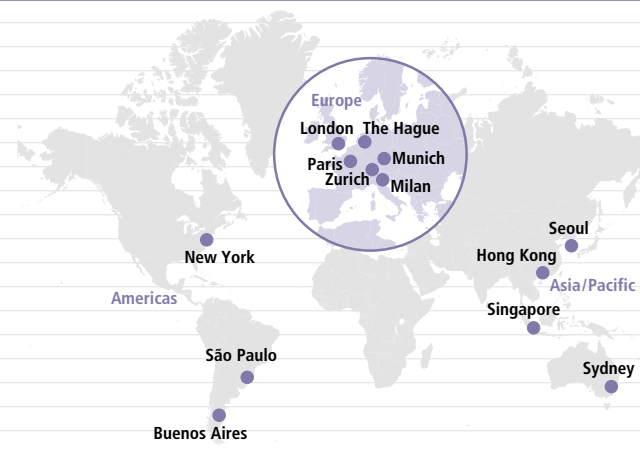 Europe
London
The Hague
Paris
Munich
Zurich
Milan
New York
Seoul
Hong Kong
Americas
Asia/Pacific
Singapore
São Paulo
Sydney
Buenos Aires